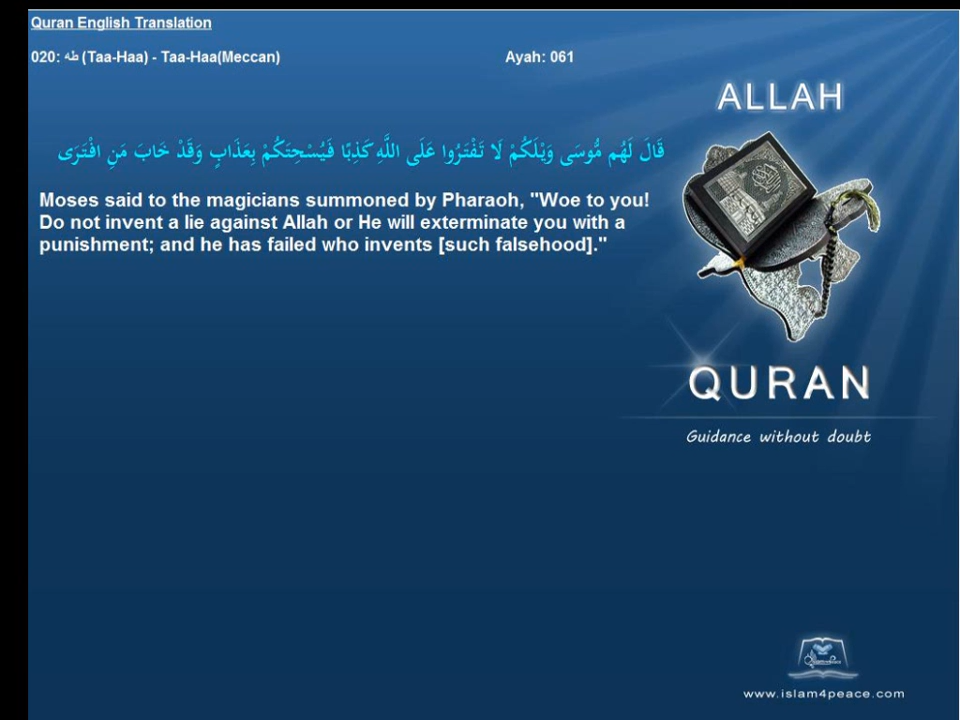 Quran English Translation
020: طه (Taa-Haa) - Taa-Haa(Meccan) Ayah: 061
ALLAH
قَالَ لَهُم مُّوسَى وَيْلَكُمْ لَا تَفْتَرُوا عَلَى اللَّهِ كَذِبًا فَيُسْحِتَكُمْ بِعَذَابٍ وَقَدْ خَابَ مَنِ افْتَرَى
Moses said to the magicians summoned by Pharaoh, "Woe to you!
Do not invent a lie against Allah or He will exterminate you with a
punishment; and he has failed who invents [such falsehood]."
QURAN
Guidance without doubt
www.islam4peace.com